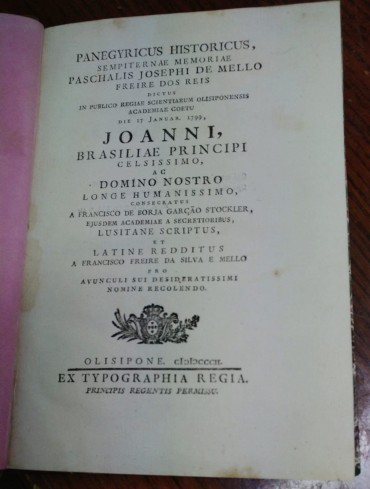 PANEGYRICUS HISTORICUS,
SEMPITERNAE MEMORIAE
PASCHALIS JOSEPHI DE MELLO
FREIRE DOS REIS
DICTUS
IN PUBLICO REGIAE SCIENTIARUM OLISIPONENSIS
ACADEMIAE COETU
DIE 17 JANUAR. 1799,
JOANNI,
BRASILIAE PRINCIPI
CELSISSIMO,
AC
DOMINO NOSTRO
LONGE HUMANISSIMO,
CONSECRATUS
A FRANCISCO DE BORJA GARÇÃO STOCKLER,
EJUSDEM ACADEMIAE A SECRETIORIBUS,
LUSITANE SCRIPTUS,
ET
LATINE REDDITUS
A FRANCISCO FREIRE DA SILVA E MELLO
PRO
AVUNCULI SUI DESIDERATISSIMI
NOMINE RECOLENDO.
OLISIPONE. CIƆIƆCCCII.
EX TYPOGRAPHIA REGIA.
PRINCIPIS REGENTIS PERMISSU.